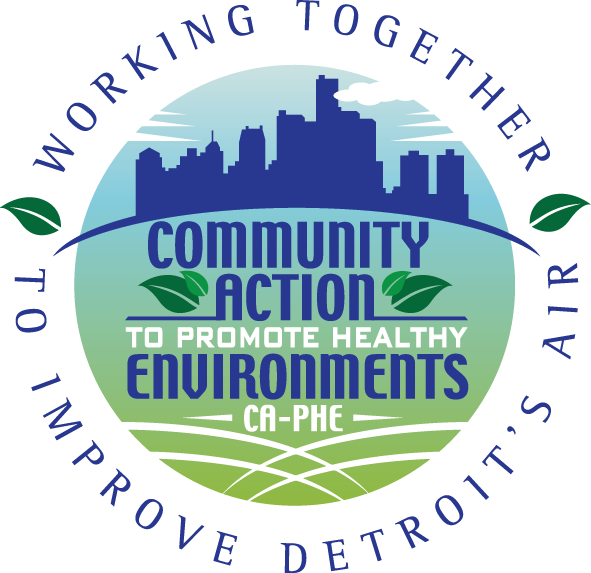 WORKING TOGETHER
TO IMPROVE DETROIT'S AIR
COMMUNITY
ACTION
TO PROMOTE HEALTHY
ENVIRONMENTS
CA-PHE